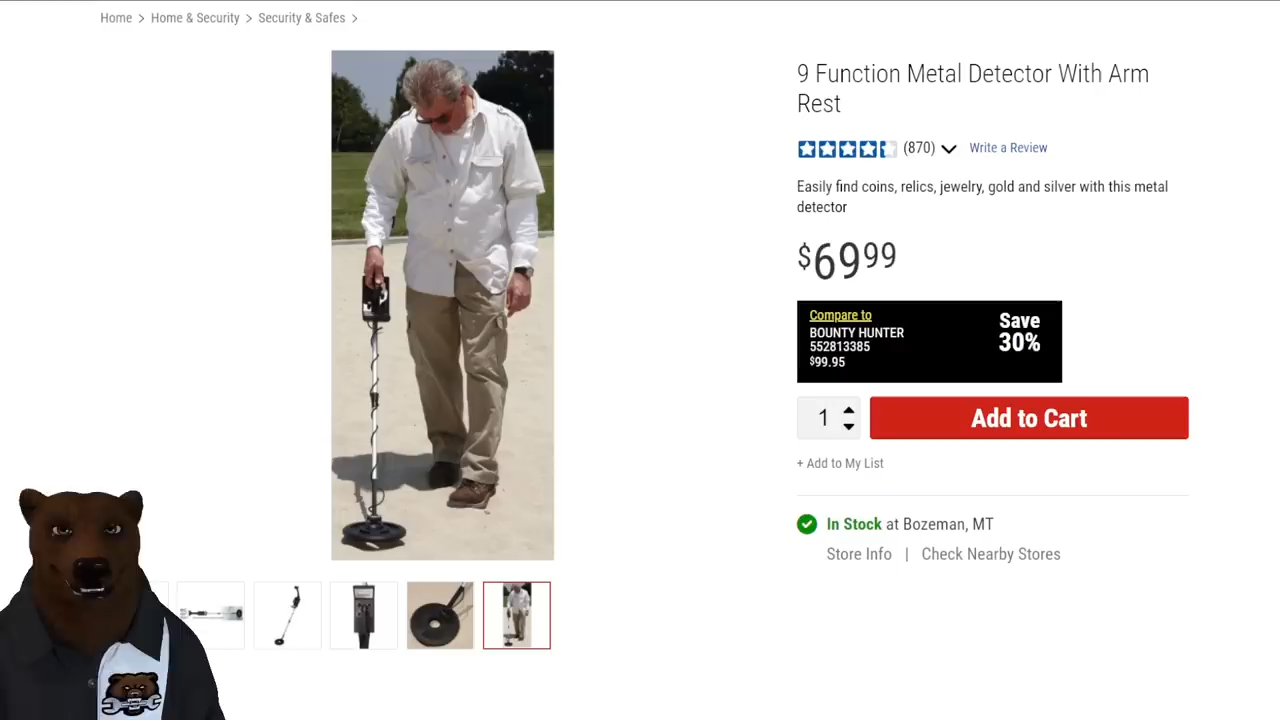 Home > Home & Security > Security & Safes >
9 Function Metal Detector With Arm
Rest
(870) Write a Review
Easily find coins, relics, jewelry, gold and silver with this metal
detector
$69 99
Compare to
BOUNTY HUNTER
552813385
$99.95
Save
30%
1
Add to Cart
+ Add to My List
In Stock at Bozeman, MT
Store Info | Check Nearby Stores